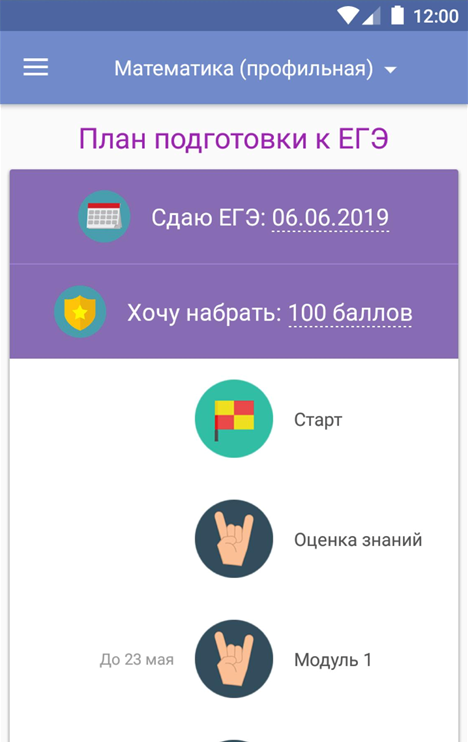 12:00
Математика (профильная)
План подготовки к ЕГЭ
Сдаю ЕГЭ: 06.06.2019
Хочу набрать: 100 баллов
Старт
Оценка знаний
До 23 мая Модуль 1